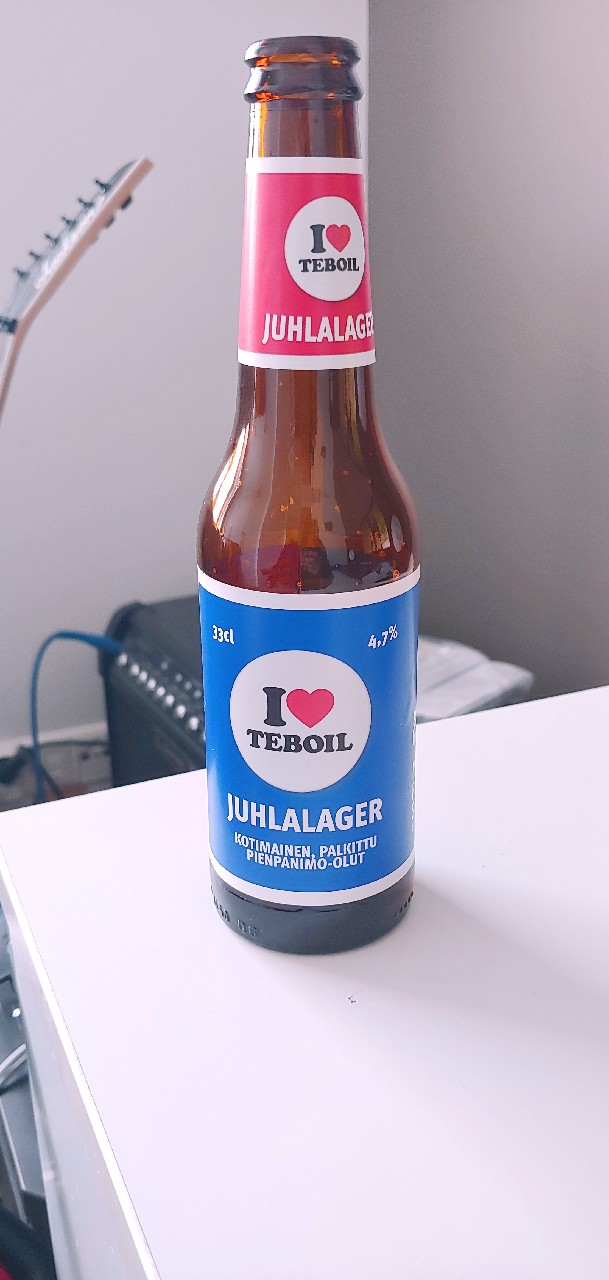 I ❤ 
TEBOIL
JUHLALAGER
33cl
4,7%
I ❤
TEBOIL
JUHLALAGER
KOTIMAINEN, PALKITTU
PIENPANIMO-OLUT